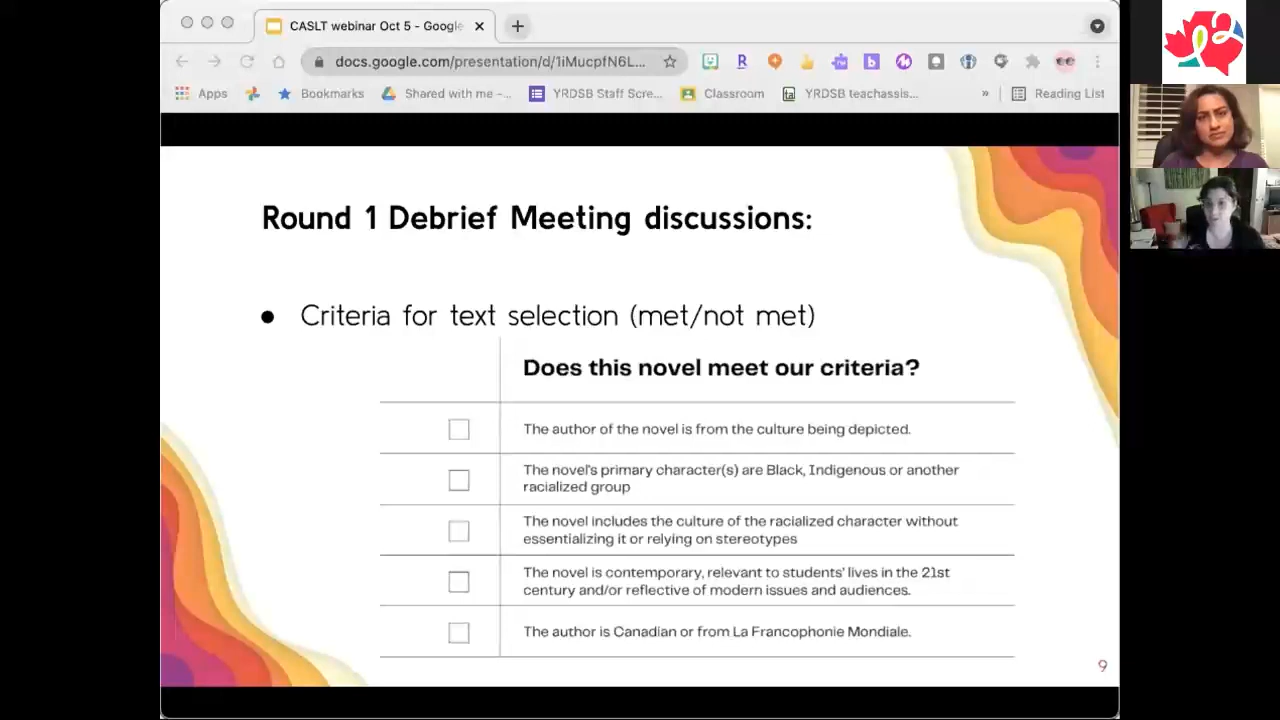 CASLT webinar Oct 5 - Google
docs.google.com/presentation/d/1iMucpfN6L...
Apps
Bookmarks
Shared with me -...
YRDSB Staff Scre...
Classroom
YRDSB teachassis...
Reading List
Round 1 Debrief Meeting discussions:
● Criteria for text selection (met/not met)
Does this novel meet our criteria?
The author of the novel is from the culture being depicted.
The novel's primary character(s) are Black, Indigenous or another
racialized group
The novel includes the culture of the racialized character without
essentializing it or relying on stereotypes
The novel is contemporary, relevant to students' lives in the 21st
century and/or reflective of modern issues and audiences.
The author is Canadian or from La Francophonie Mondiale.
9